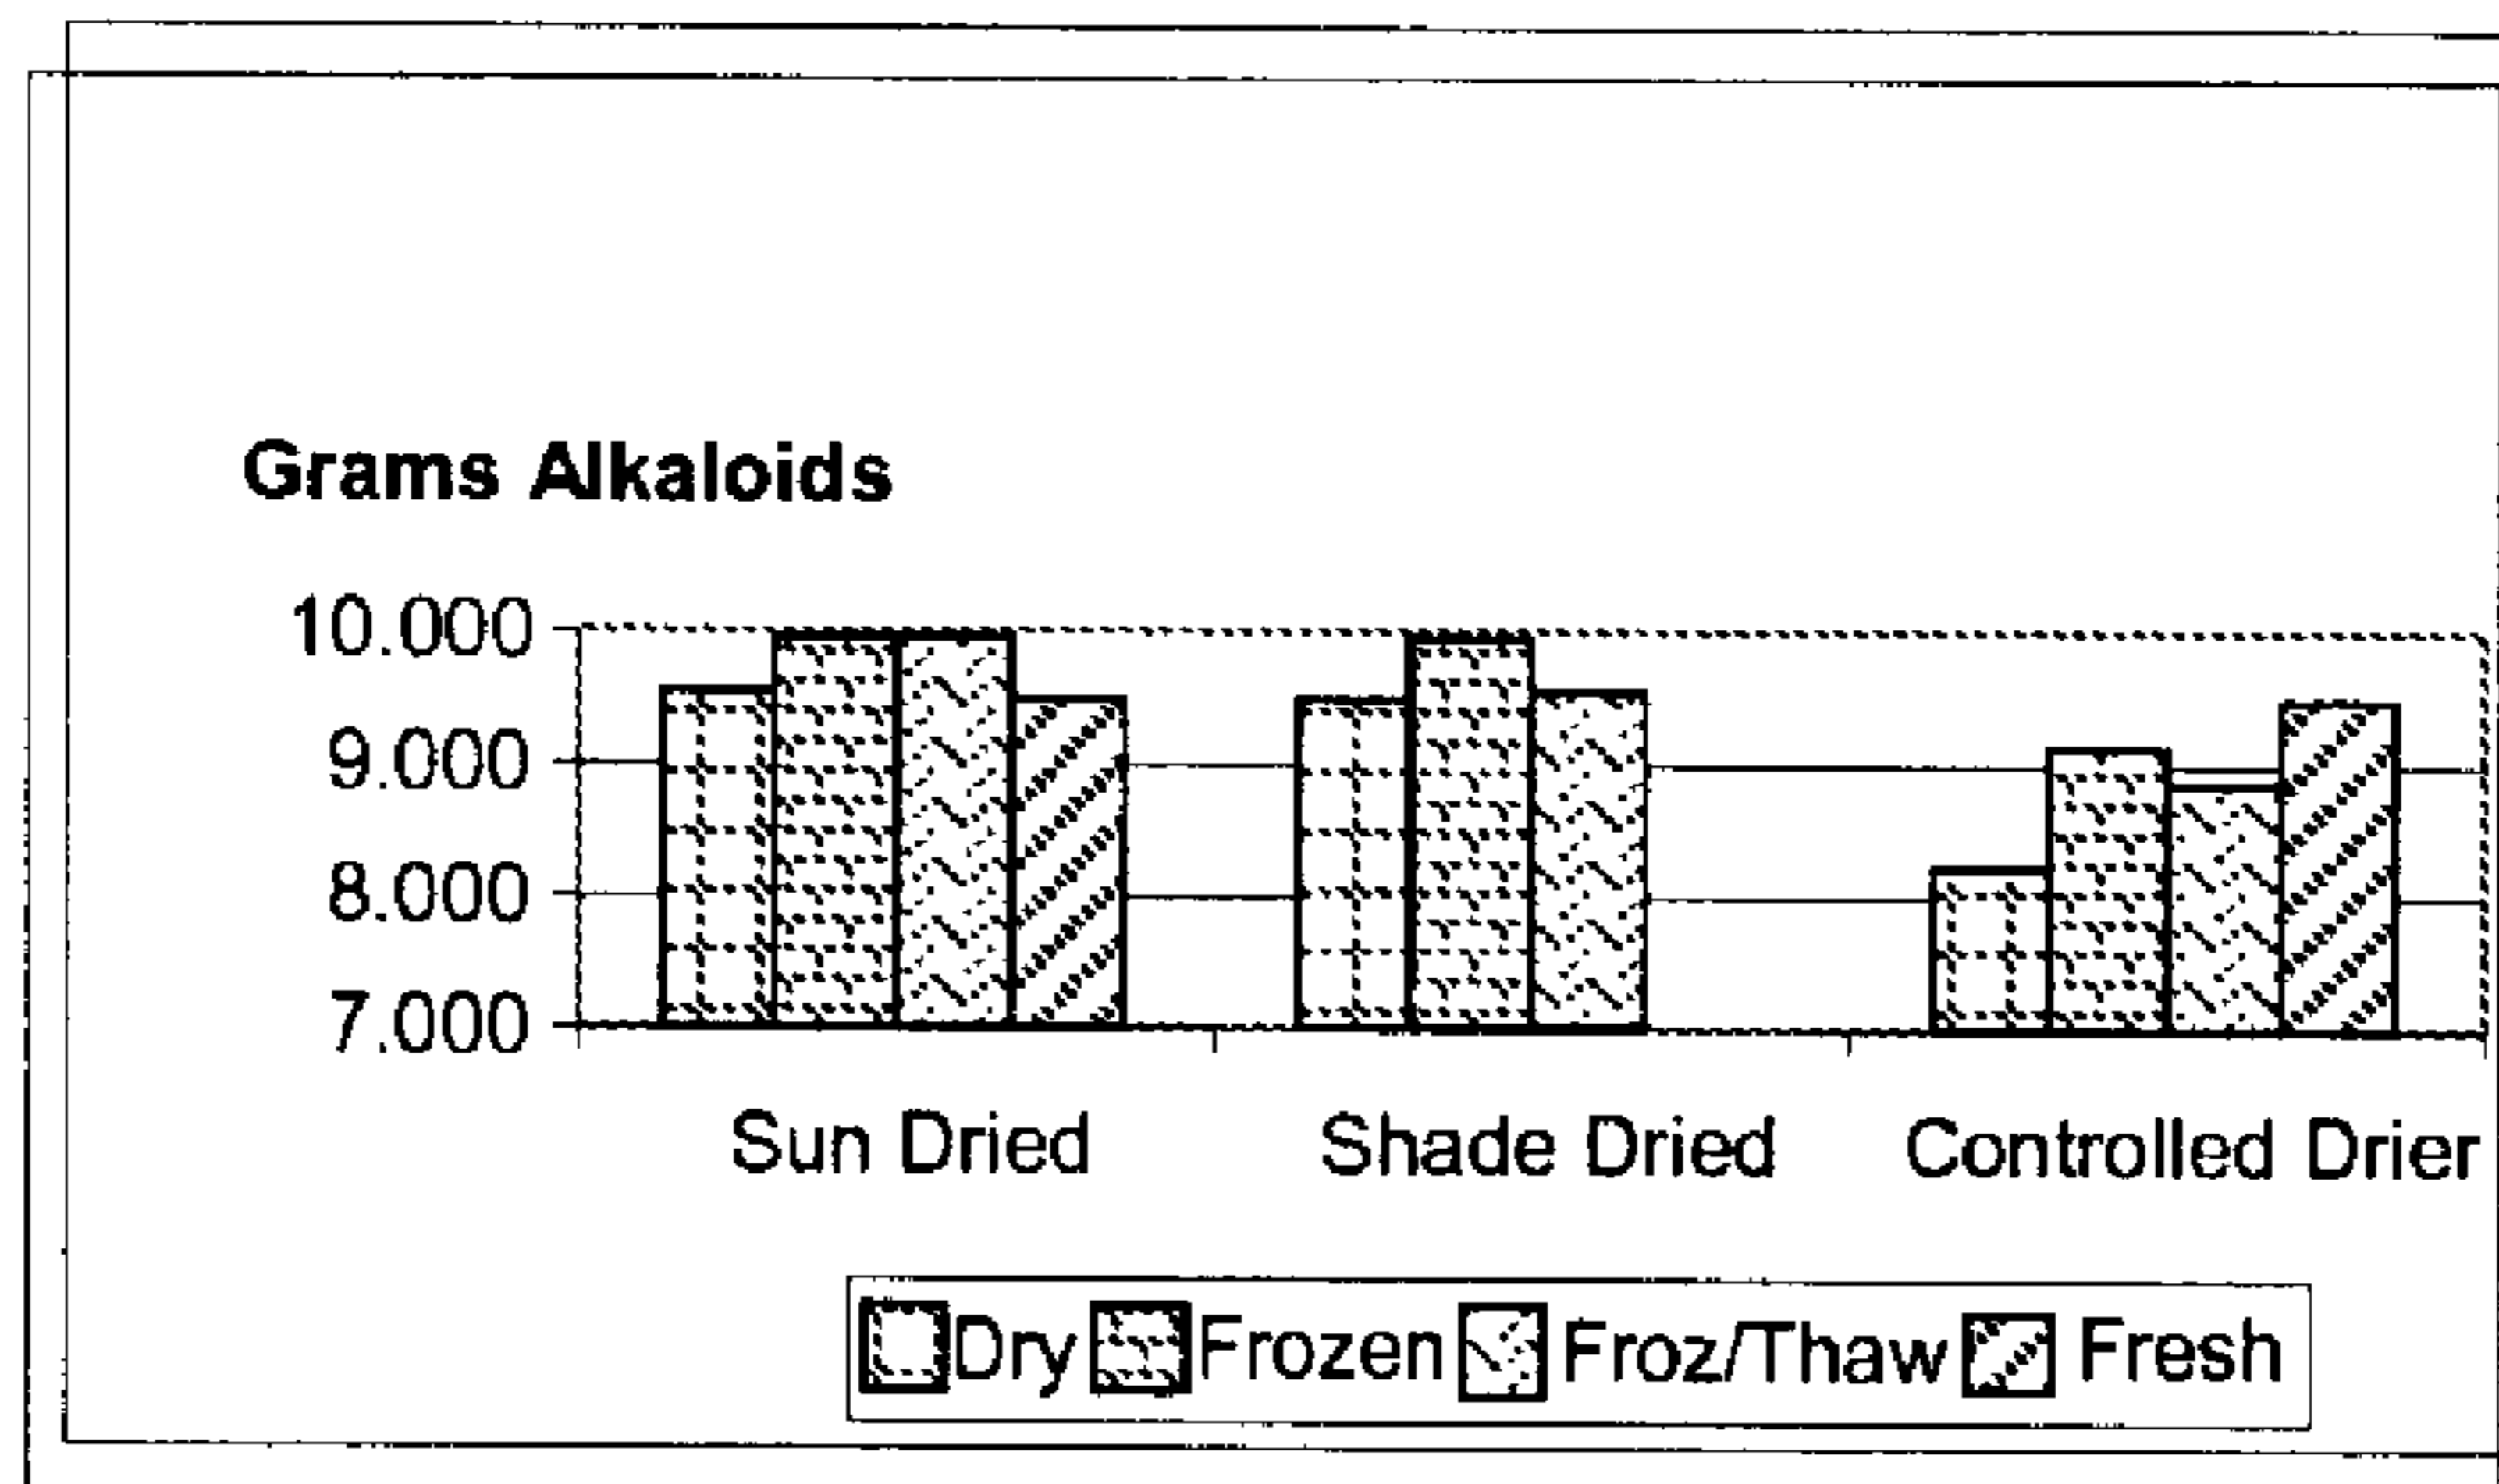 Grams Alkaloids
10.000
9.000
8.000
7.000
Sun Dried Shade Dried Controlled Drier
Dry Frozen Froz/Thaw Fresh